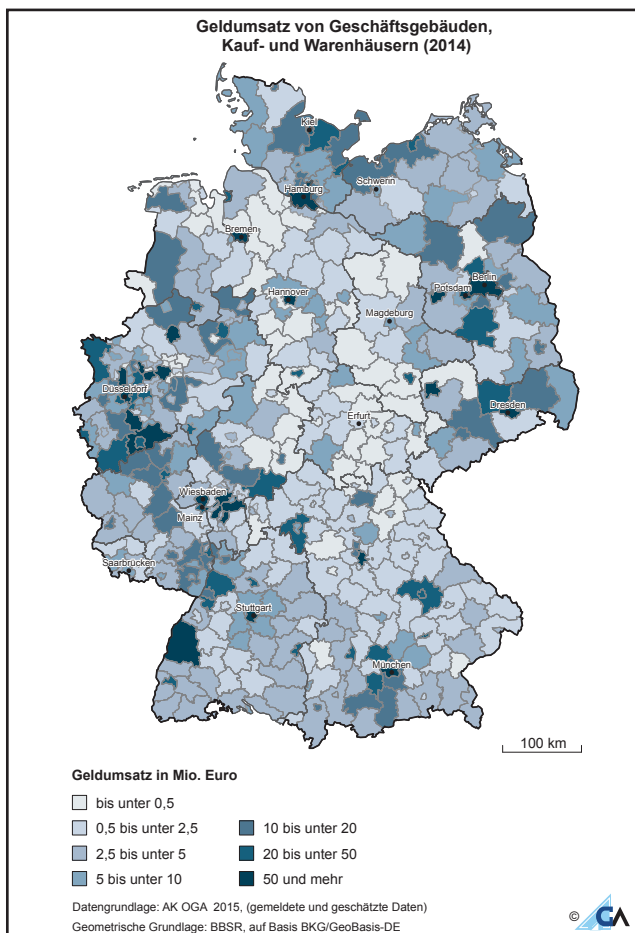 Geldumsatz von Geschäftsgebäuden,
Kauf- und Warenhäusern (2014)
Kiel
Schwerin
Hamburg
Bremen
Berlin
Potsdam
Hannover
Magdeburg
Düsseldorf
Dresden
Erfurt
Wiesbaden
Mainz
Saarbrücken
Stuttgart
München
100 km
Geldumsatz in Mio. Euro
bis unter 0,5
0,5 bis unter 2,5
10 bis unter 20
2,5 bis unter 5
20 bis unter 50
5 bis unter 10
50 und mehr
Datengrundlage: AK OGA 2015, (gemeldete und geschätzte Daten)
Geometrische Grundlage: BBSR, auf Basis BKG/GeoBasis-DE
© GA